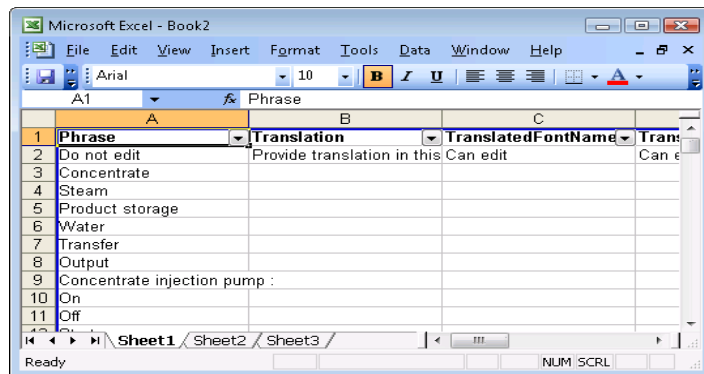 Microsoft Excel - Book2
File Edit View Insert Format Tools Data Window Help
Arial 10 B I U A
A1 fx Phrase
A B C
1 Phrase Translation TranslatedFontName
2 Do not edit Provide translation in this Can edit Can
3 Concentrate
4 Steam
5 Product storage
6 Water
7 Transfer
8 Output
9 Concentrate injection pump :
10 On
11 Off
Sheet1 Sheet2 Sheet3
Ready NUM SCRL